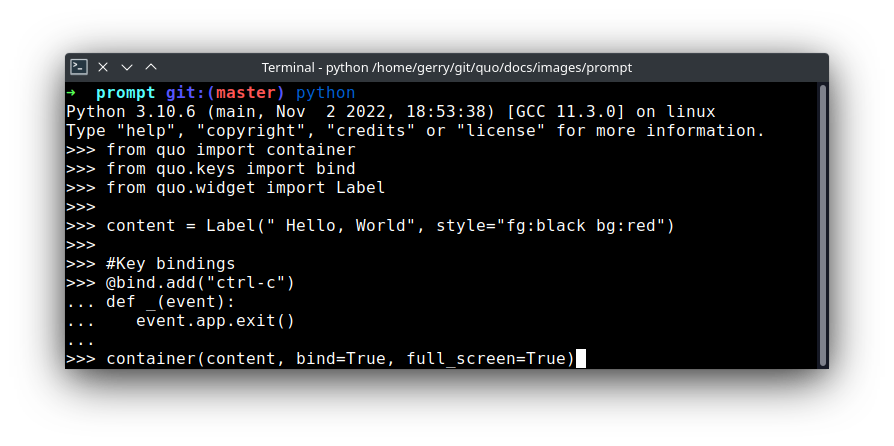 Terminal - python /home/gerry/git/quo/docs/images/prompt
➜  prompt git:(master) python
Python 3.10.6 (main, Nov  2 2022, 18:53:38) [GCC 11.3.0] on linux
Type "help", "copyright", "credits" or "license" for more information.
>>> from quo import container
>>> from quo.keys import bind
>>> from quo.widget import Label
>>>
>>> content = Label(" Hello, World", style="fg:black bg:red")
>>>
>>> #Key bindings
>>> @bind.add("ctrl-c")
... def _(event):
...    event.app.exit()
...
>>> container(content, bind=True, full_screen=True)